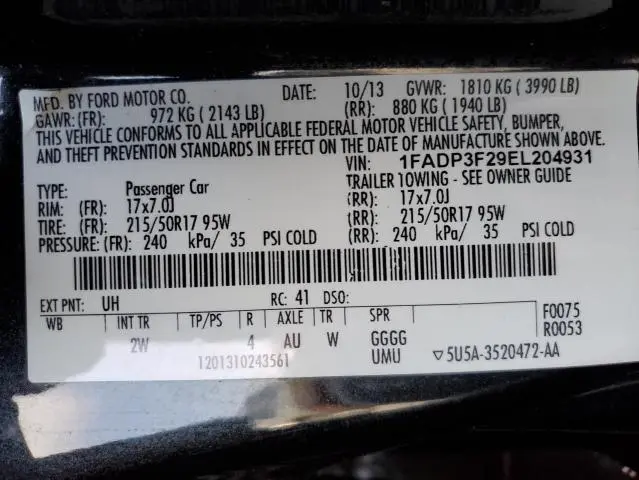 MFD. BY FORD MOTOR CO. DATE: 10/13 GVWR: 1810 KG ( 3990 LB)
GAWR: (FR): 972 KG ( 2143 LB) (RR): 880 KG ( 1940 LB)
THIS VEHICLE CONFORMS TO ALL APPLICABLE FEDERAL MOTOR VEHICLE SAFETY, BUMPER,
AND THEFT PREVENTION STANDARDS IN EFFECT ON THE DATE OF MANUFACTURE SHOWN ABOVE.
VIN: 1FADP3F29EL204931
TYPE: Passenger Car TRAILER TOWING - SEE OWNER GUIDE
RIM: (FR): 17x7.0J (RR): 17x7.0J
TIRE: (FR): 215/50R17 95W (RR): 215/50R17 95W
PRESSURE: (FR): 240 kPa/ 35 PSI COLD (RR): 240 kPa/ 35 PSI COLD
EXT PNT: UH RC: 41 DSO:
WB INT TR TP/PS R AXLE TR SPR F0075
2W 4 AU W GGGG R0053
1201310243561 UMU ▽5U5A-3520472-AA